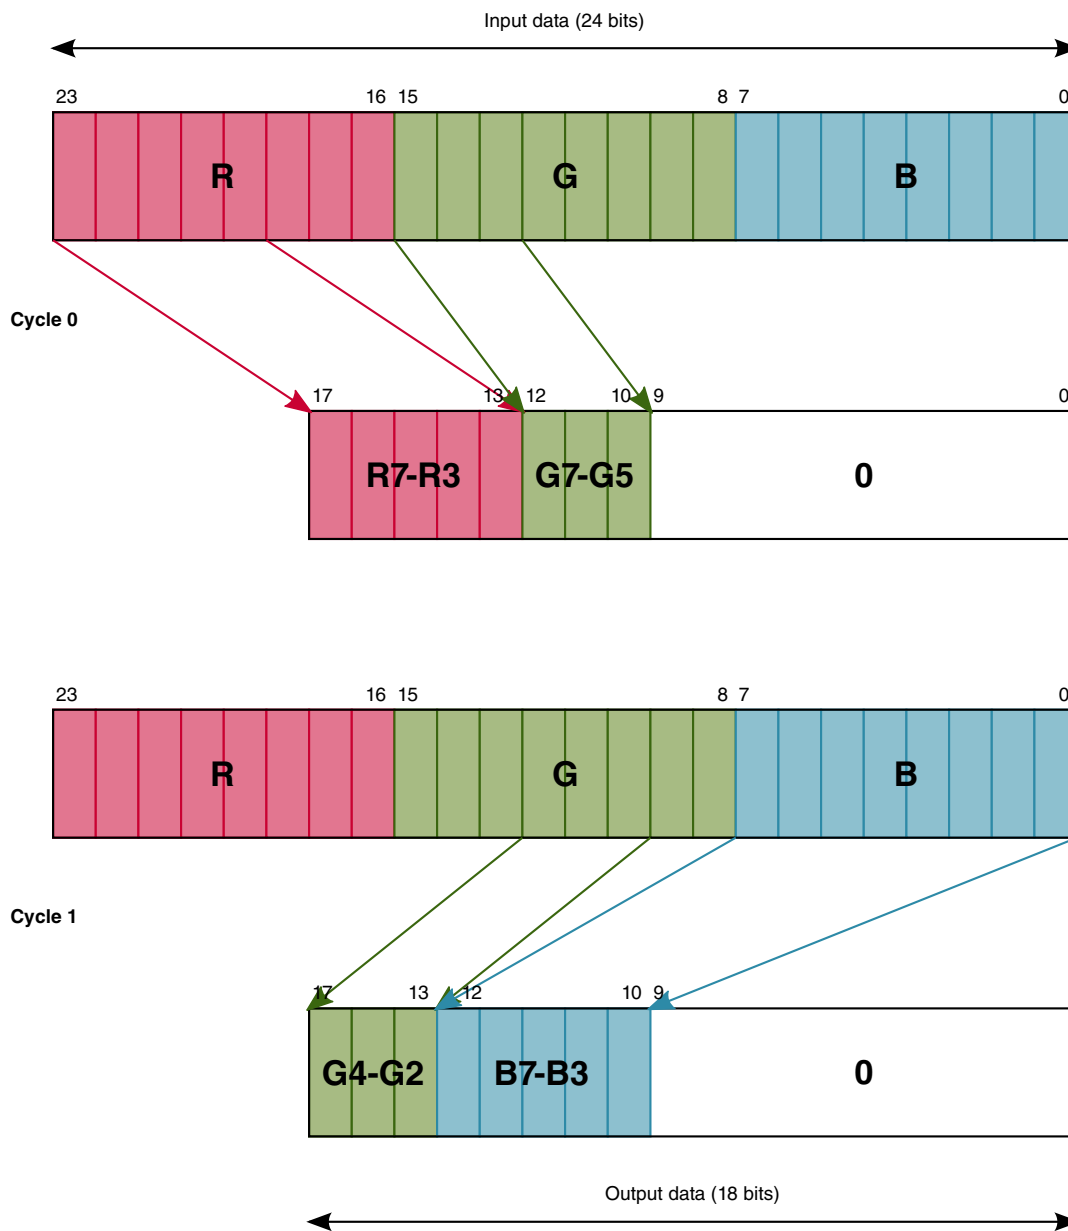 Input data (24 bits)
23 16 15 8 7 0
R G B
Cycle 0
17 13 12 10 9 0
R7-R3 G7-G5 0
23 16 15 8 7 0
R G B
Cycle 1
17 13 12 10 9
G4-G2 B7-B3 0
Output data (18 bits)